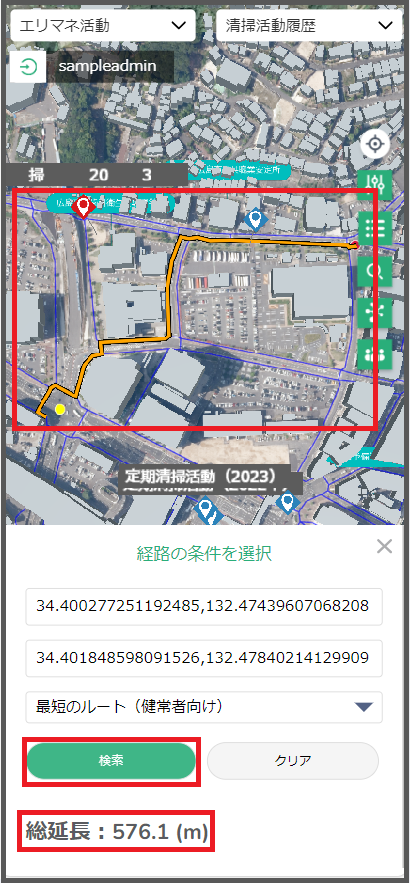 エリマネ活動
清掃活動履歴
sampleadmin
掃 20 3
定期清掃活動（2023）
経路の条件を選択
34.400277251192485,132.47439607068208
34.401848598091526,132.47840214129909
最短のルート（健常者向け）
検索
クリア
総延長：576.1 (m)